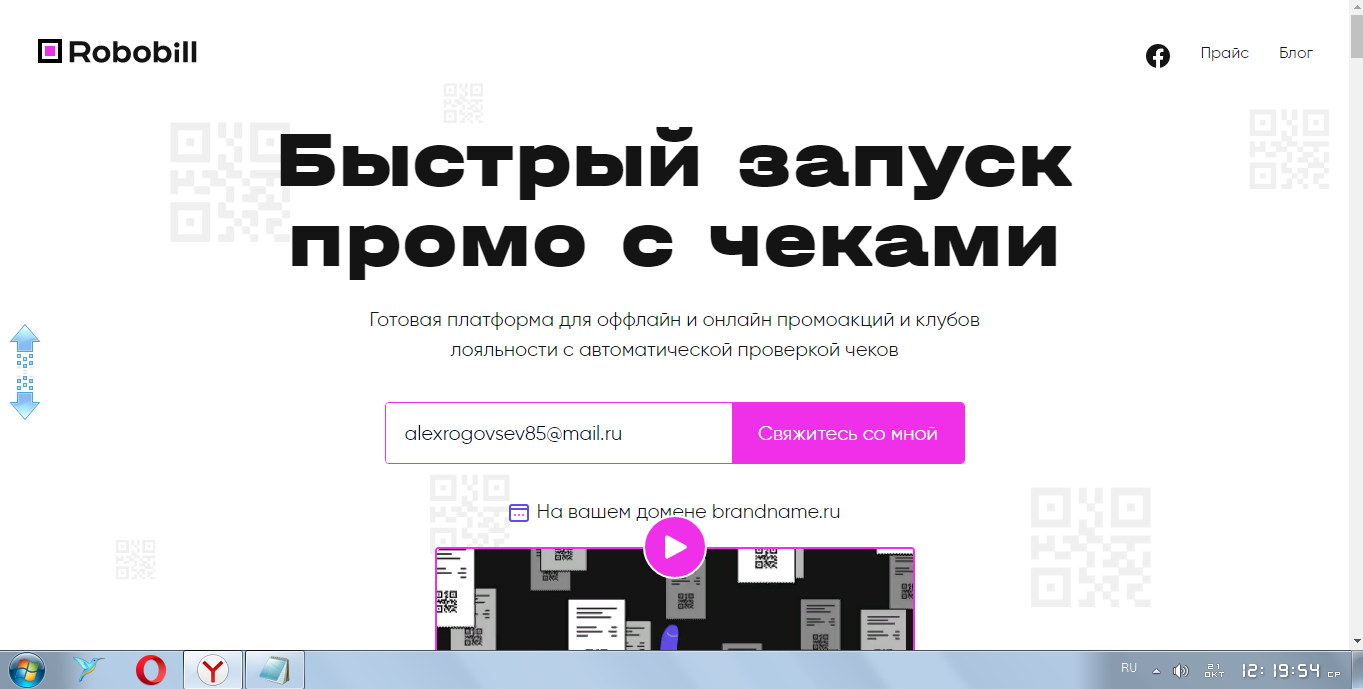 Robobill
Прайс
Блог
Быстрый запуск
промо с чеками
Готовая платформа для оффлайн и онлайн промоакций и клубов
лояльности с автоматической проверкой чеков
alexrogovsev85@mail.ru
Свяжитесь со мной
На вашем домене brandname.ru
RU
21
ОКТ
12:19:54 СР